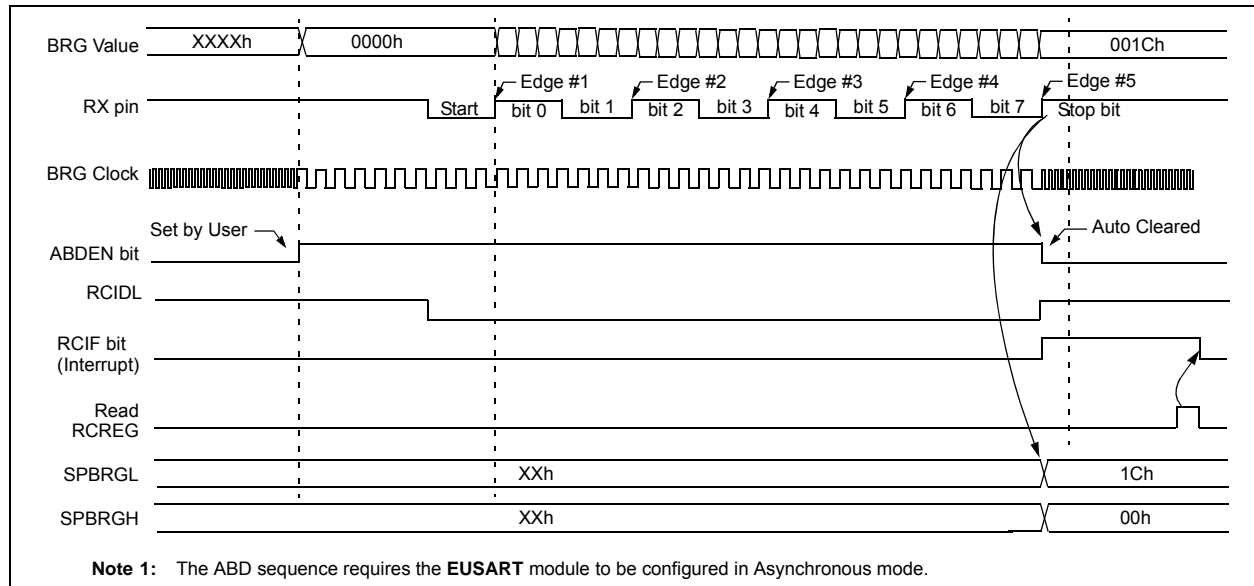 BRG Value XXXXh 0000h 001Ch
Edge #1 Edge #2 Edge #3 Edge #4 Edge #5
RX pin Start bit 0 bit 1 bit 2 bit 3 bit 4 bit 5 bit 6 bit 7 Stop bit
BRG Clock
Set by User Auto Cleared
ABDEN bit
RCIDL
RCIF bit
(Interrupt)
Read
RCREG
SPBRGL XXh 1Ch
SPBRGH XXh 00h
Note 1: The ABD sequence requires the EUSART module to be configured in Asynchronous mode.